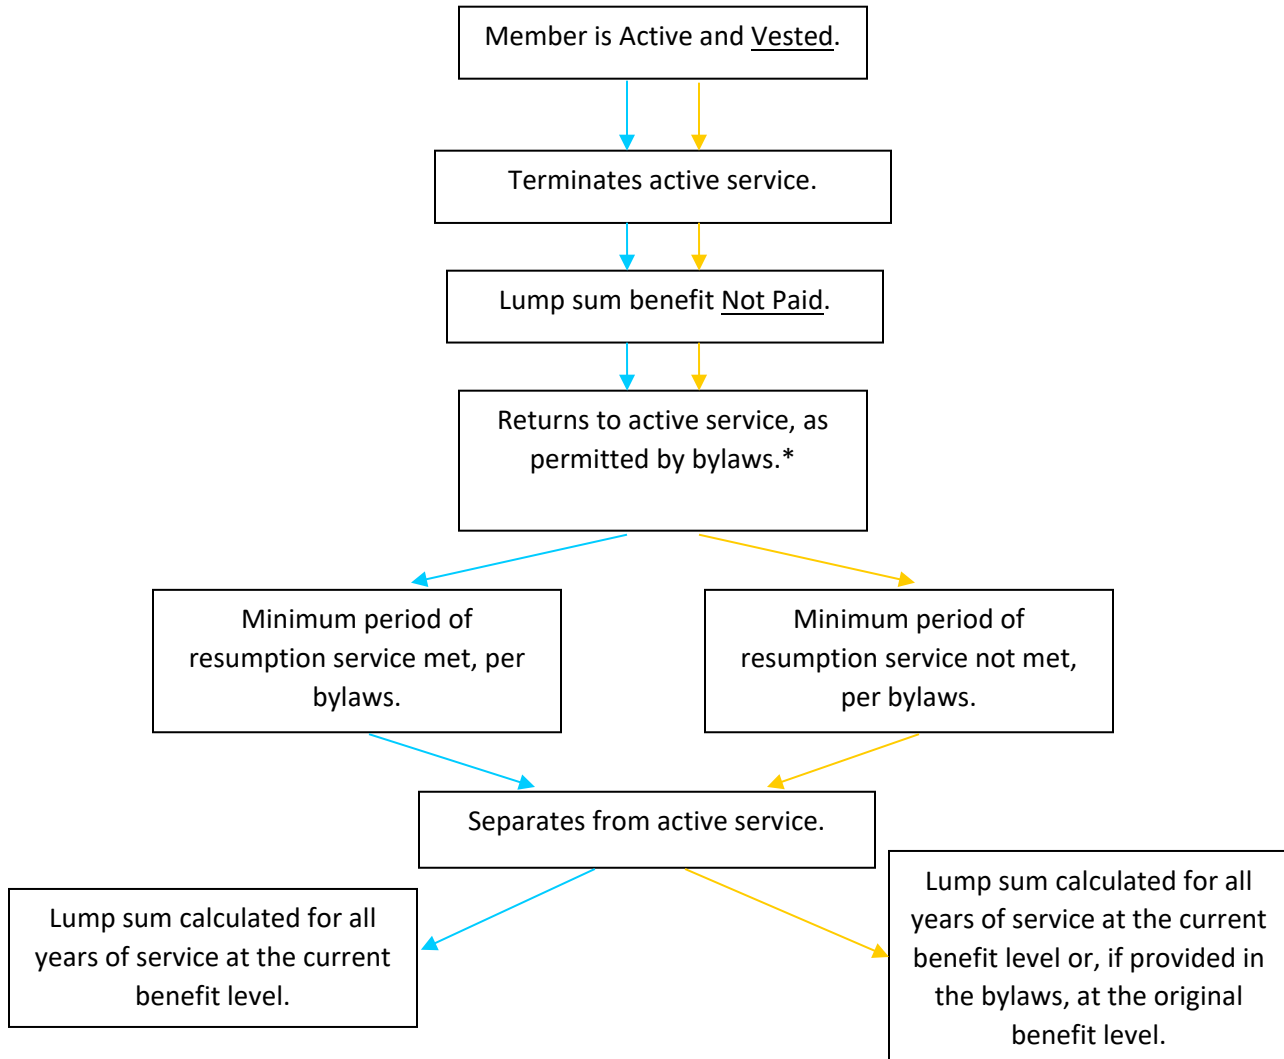 Member is Active and Vested.
Terminates active service.
Lump sum benefit Not Paid.
Returns to active service, as
permitted by bylaws.*
Minimum period of
resumption service met, per
bylaws.
Minimum period of
resumption service not met,
per bylaws.
Separates from active service.
Lump sum calculated for all
years of service at the current
benefit level.
Lump sum calculated for all
years of service at the current
benefit level or, if provided in
the bylaws, at the original
benefit level.